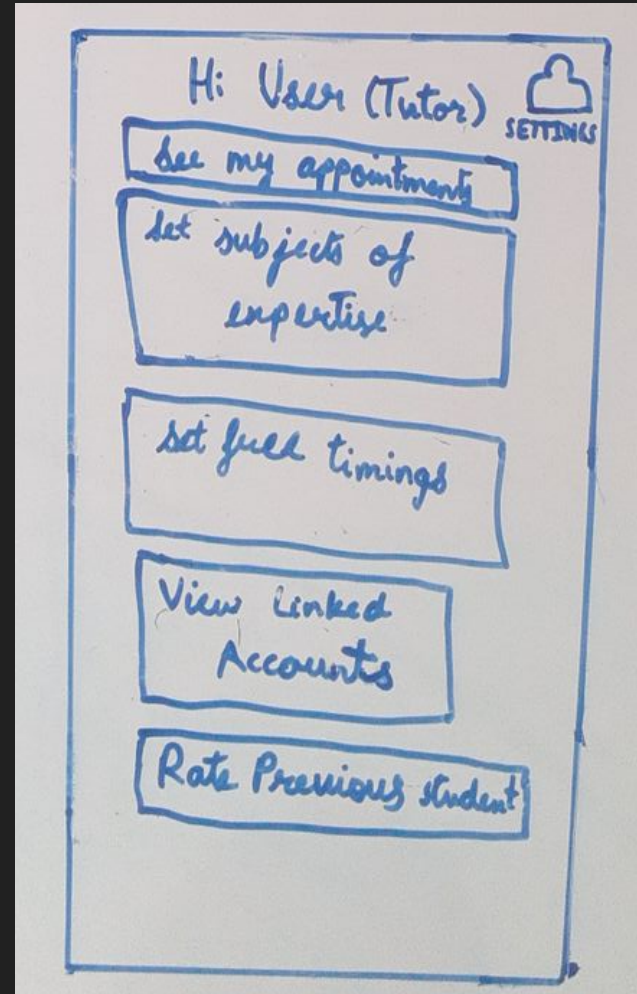 Hi User (Tutor)
SETTINGS
See my appointments
Set subjects of
expertise
Set free timings
View Linked
Accounts
Rate Previous student